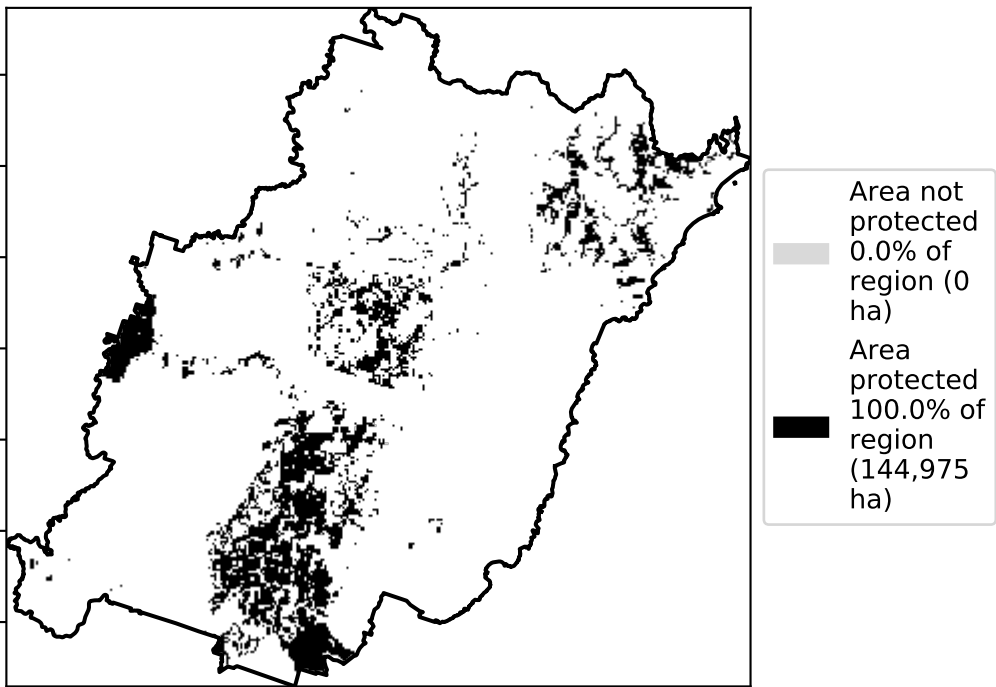 Area not
protected
0.0% of
region (0
ha)
Area
protected
100.0% of
region
(144,975
ha)